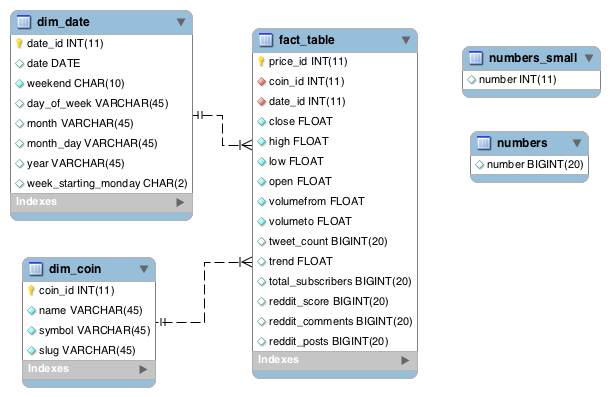 dim_date
date_id INT(11)
date DATE
weekend CHAR(10)
day_of_week VARCHAR(45)
month VARCHAR(45)
month_day VARCHAR(45)
year VARCHAR(45)
week_starting_monday CHAR(2)
Indexes
dim_coin
coin_id INT(11)
name VARCHAR(45)
symbol VARCHAR(45)
slug VARCHAR(45)
Indexes
fact_table
price_id INT(11)
coin_id INT(11)
date_id INT(11)
close FLOAT
high FLOAT
low FLOAT
open FLOAT
volumefrom FLOAT
volumeto FLOAT
tweet_count BIGINT(20)
trend FLOAT
total_subscribers BIGINT(20)
reddit_score BIGINT(20)
reddit_comments BIGINT(20)
reddit_posts BIGINT(20)
Indexes
numbers_small
number INT(11)
numbers
number BIGINT(20)